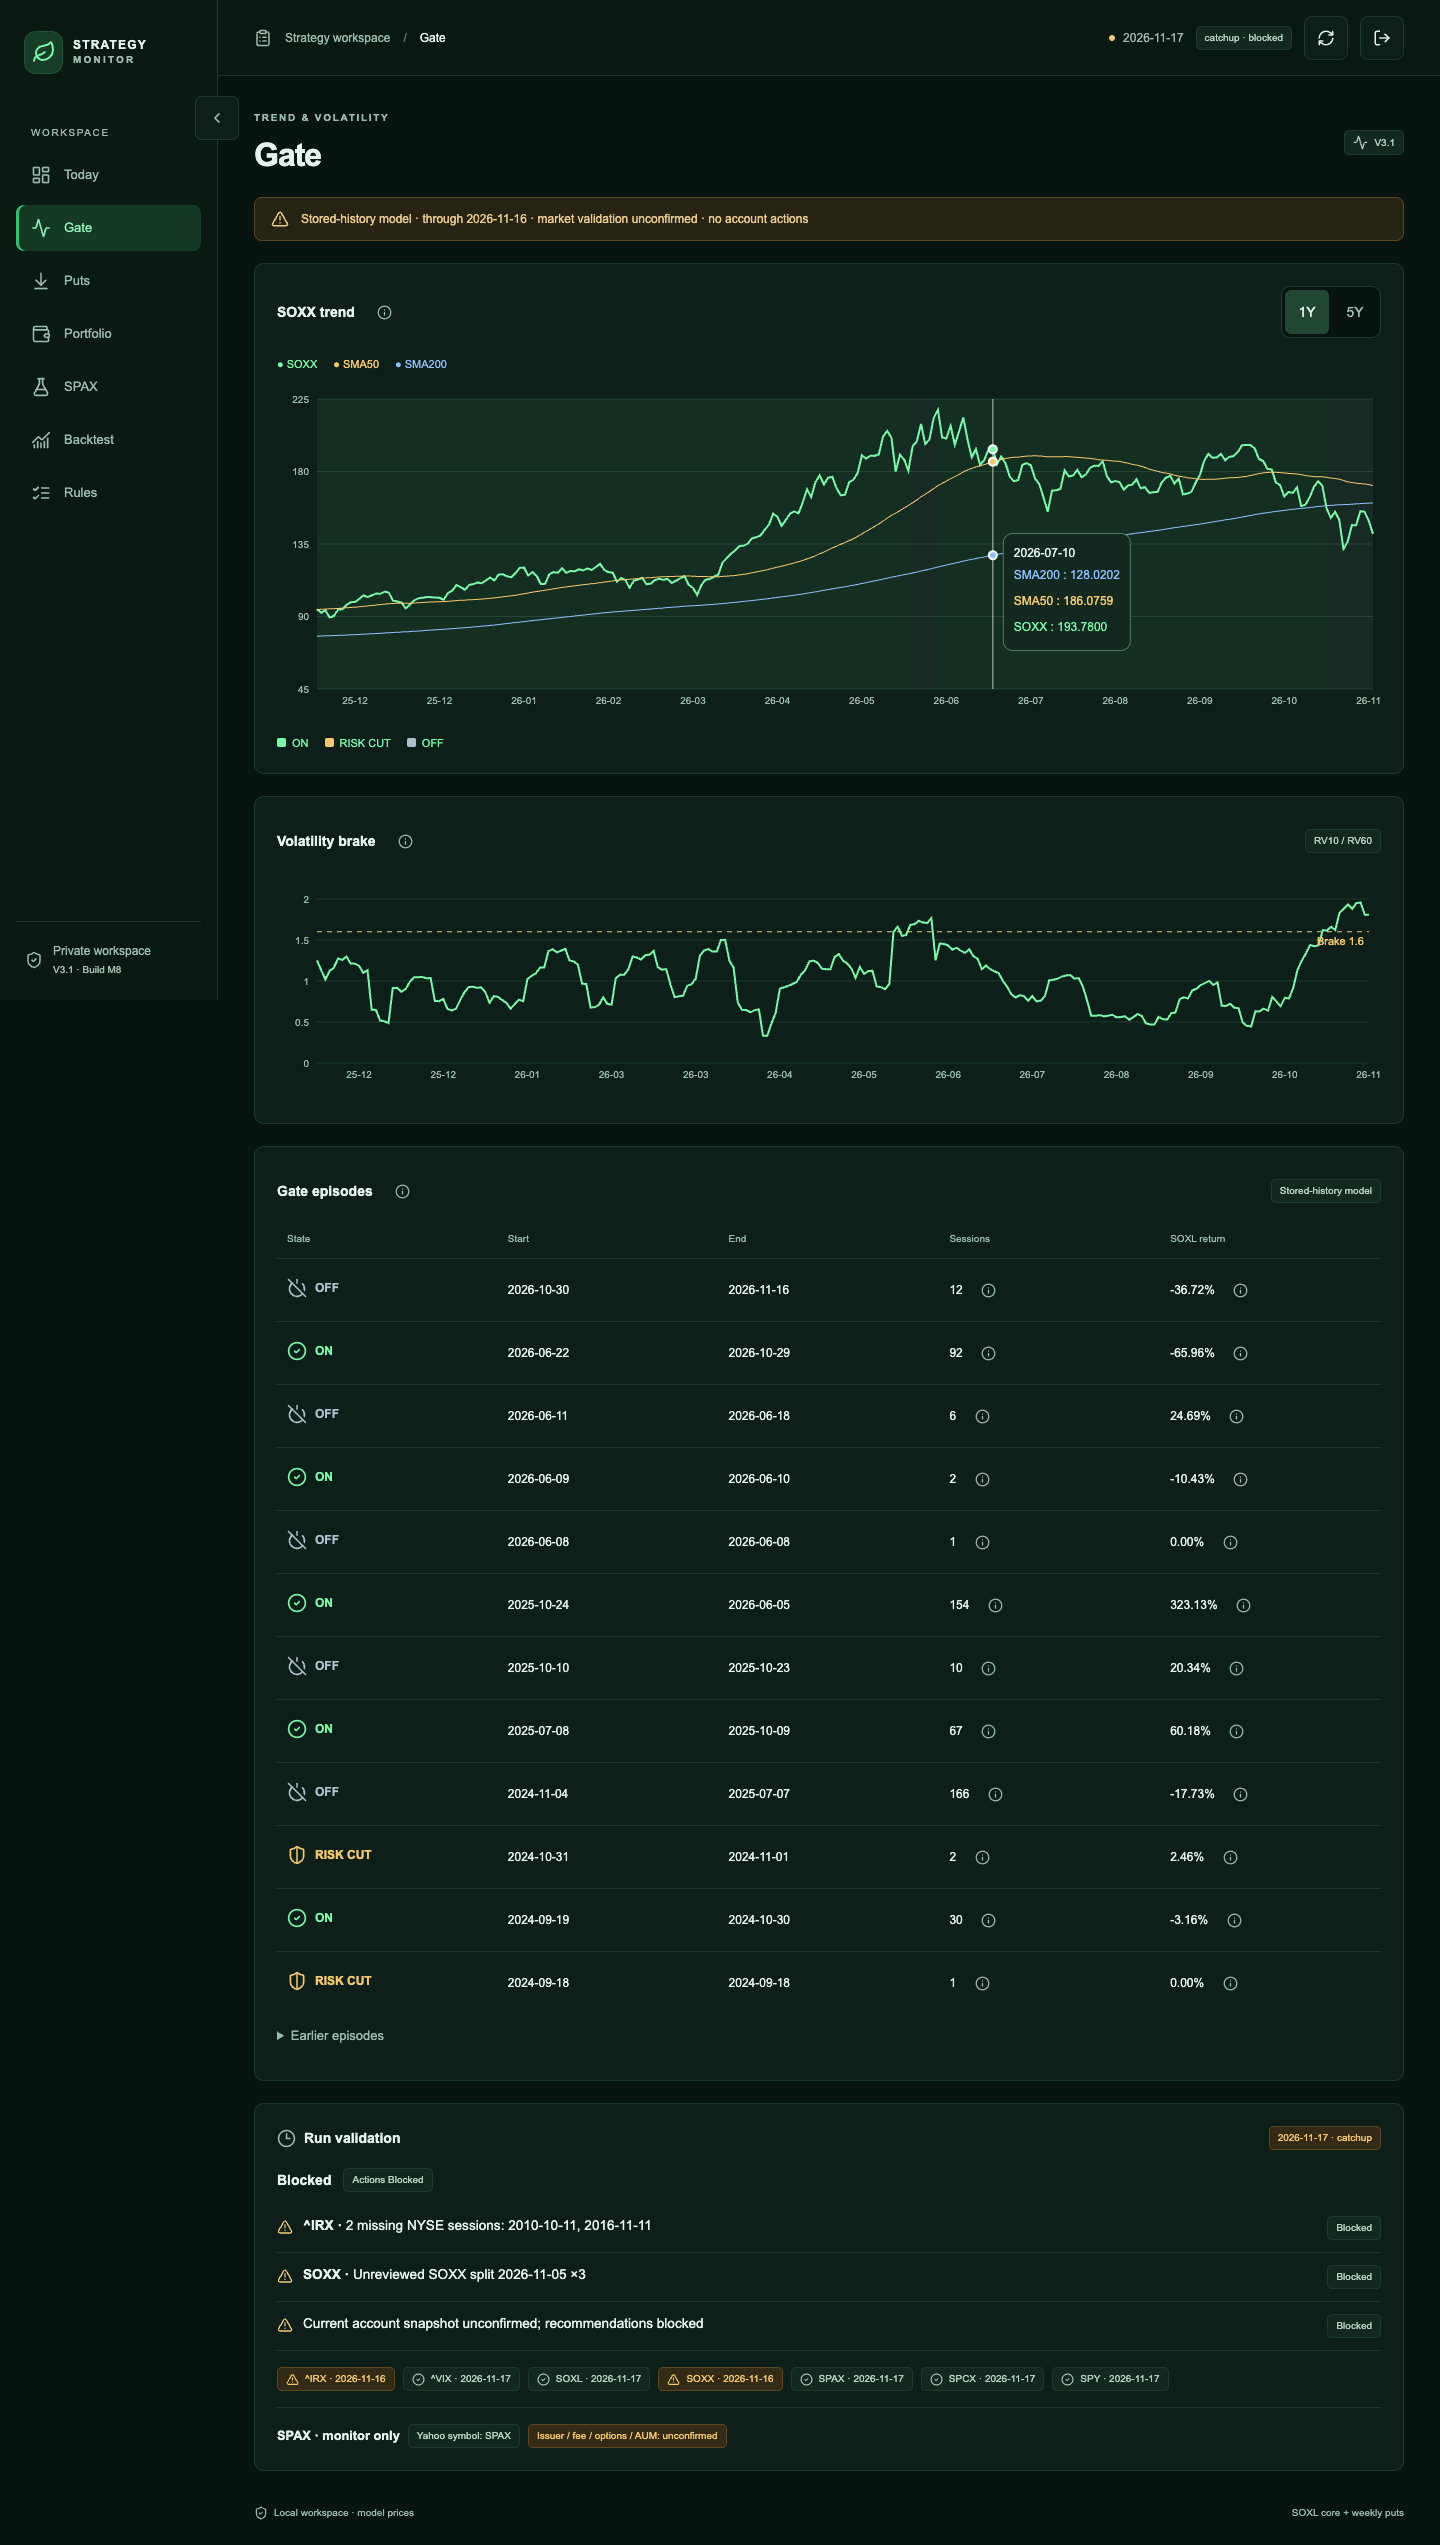 STRATEGY
MONITOR
WORKSPACE
Today
Gate
Puts
Portfolio
SPAX
Backtest
Rules
Private workspace
V3.1 · Build M8
Strategy workspace / Gate
2026-11-17 catchup · blocked
TREND & VOLATILITY
Gate
V3.1
Stored-history model · through 2026-11-16 · market validation unconfirmed · no account actions
SOXX trend
1Y 5Y
SOXX SMA50 SMA200
225
180
135
90
45
2026-07-10
SMA200 : 128.0202
SMA50 : 186.0759
SOXX : 193.7800
25-12 25-12 26-01 26-02 26-03 26-04 26-05 26-06 26-07 26-08 26-09 26-10 26-11
ON RISK CUT OFF
Volatility brake
RV10 / RV60
2
1.5
1
0.5
0
Brake 1.6
25-12 25-12 26-01 26-03 26-03 26-04 26-05 26-06 26-07 26-08 26-09 26-10 26-11
Gate episodes
Stored-history model
State Start End Sessions SOXL return
OFF 2026-10-30 2026-11-16 12 -36.72%
ON 2026-06-22 2026-10-29 92 -65.96%
OFF 2026-06-11 2026-06-18 6 24.69%
ON 2026-06-09 2026-06-10 2 -10.43%
OFF 2026-06-08 2026-06-08 1 0.00%
ON 2025-10-24 2026-06-05 154 323.13%
OFF 2025-10-10 2025-10-23 10 20.34%
ON 2025-07-08 2025-10-09 67 60.18%
OFF 2024-11-04 2025-07-07 166 -17.73%
RISK CUT 2024-10-31 2024-11-01 2 2.46%
ON 2024-09-19 2024-10-30 30 -3.16%
RISK CUT 2024-09-18 2024-09-18 1 0.00%
Earlier episodes
Run validation
2026-11-17 · catchup
Blocked Actions Blocked
^IRX · 2 missing NYSE sessions: 2010-10-11, 2016-11-11 Blocked
SOXX · Unreviewed SOXX split 2026-11-05 ×3 Blocked
Current account snapshot unconfirmed; recommendations blocked Blocked
^IRX · 2026-11-16 ^VIX · 2026-11-17 SOXL · 2026-11-17 SOXX · 2026-11-16 SPAX · 2026-11-17 SPCX · 2026-11-17 SPY · 2026-11-17
SPAX · monitor only Yahoo symbol: SPAX Issuer / fee / options / AUM: unconfirmed
Local workspace · model prices
SOXL core + weekly puts